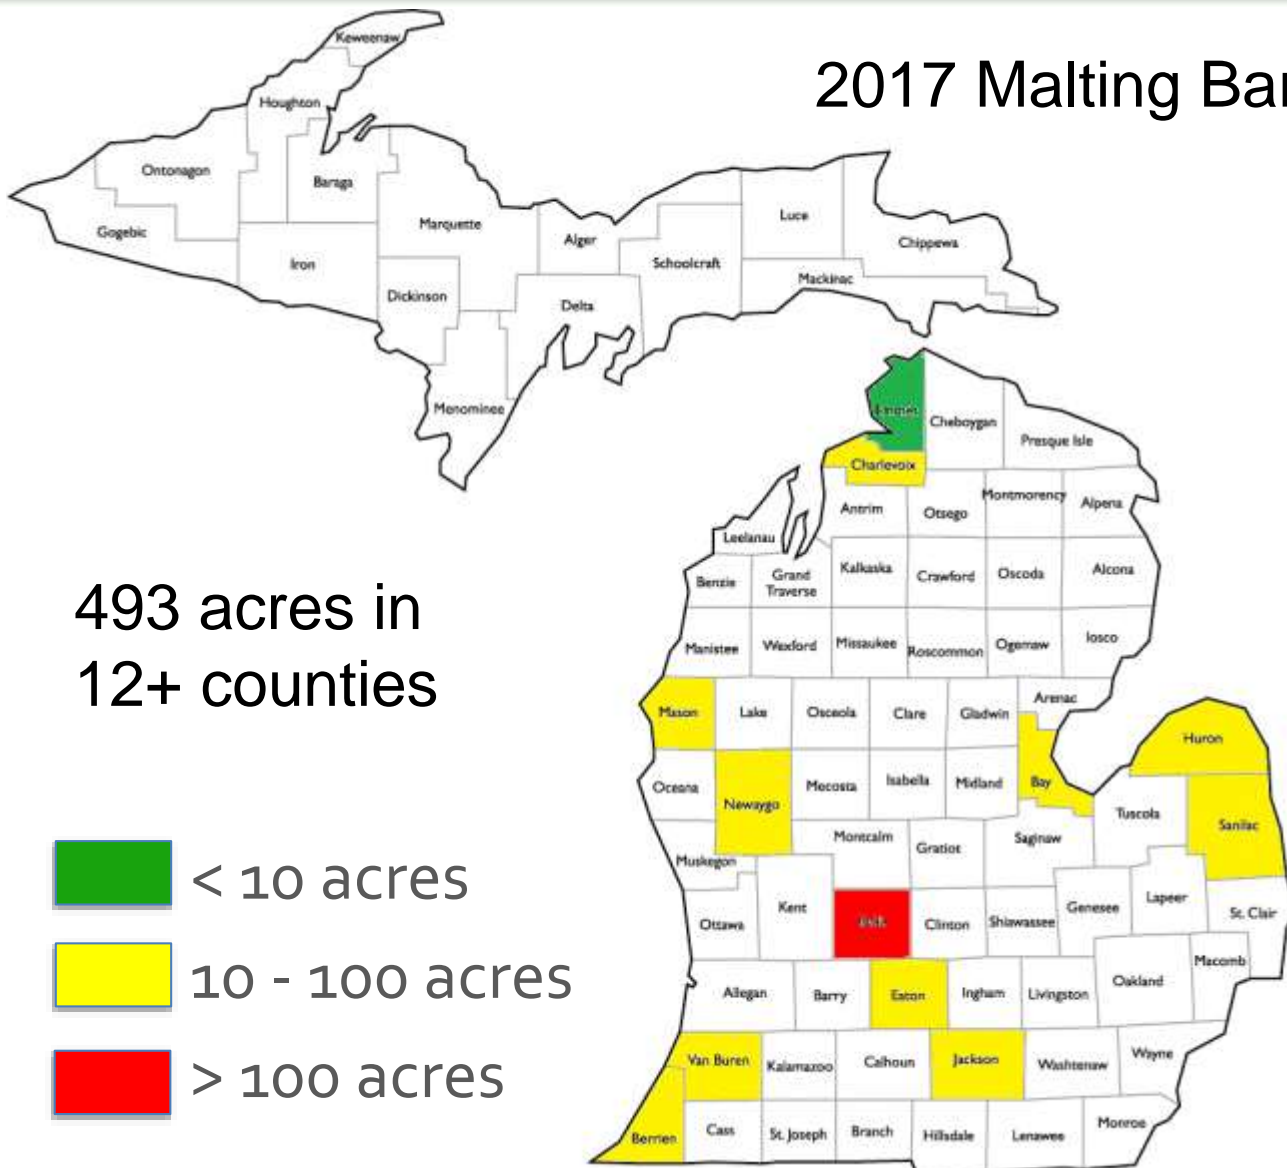 2017 Malting Bar
Keweenaw
Houghton
Ontonagon
Baraga
Gogebic
Marquette
Iron
Dickinson
Alger
Delta
Schoolcraft
Luce
Chippewa
Mackinac
Menominee
Cheboygan
Presque Isle
Charlevoix
Antrim
Otsego
Montmorency
Alpena
Leelanau
Benzie
Grand
Traverse
Kalkaska
Crawford
Oscoda
Alcona
Manistee
Wexford
Missaukee
Roscommon
Ogemaw
Iosco
493 acres in
12+ counties
Mason
Lake
Osceola
Clare
Gladwin
Arenac
Huron
Oceana
Newaygo
Mecosta
Isabella
Midland
Bay
Tuscola
Sanilac
Muskegon
Montcalm
Gratiot
Saginaw
Ottawa
Kent
Clinton
Shiawassee
Genesee
Lapeer
St. Clair
Allegan
Barry
Eaton
Ingham
Livingston
Oakland
Macomb
Van Buren
Kalamazoo
Calhoun
Jackson
Washtenaw
Wayne
Berrien
Cass
St. Joseph
Branch
Hillsdale
Lenawee
Monroe
< 10 acres
10 - 100 acres
> 100 acres